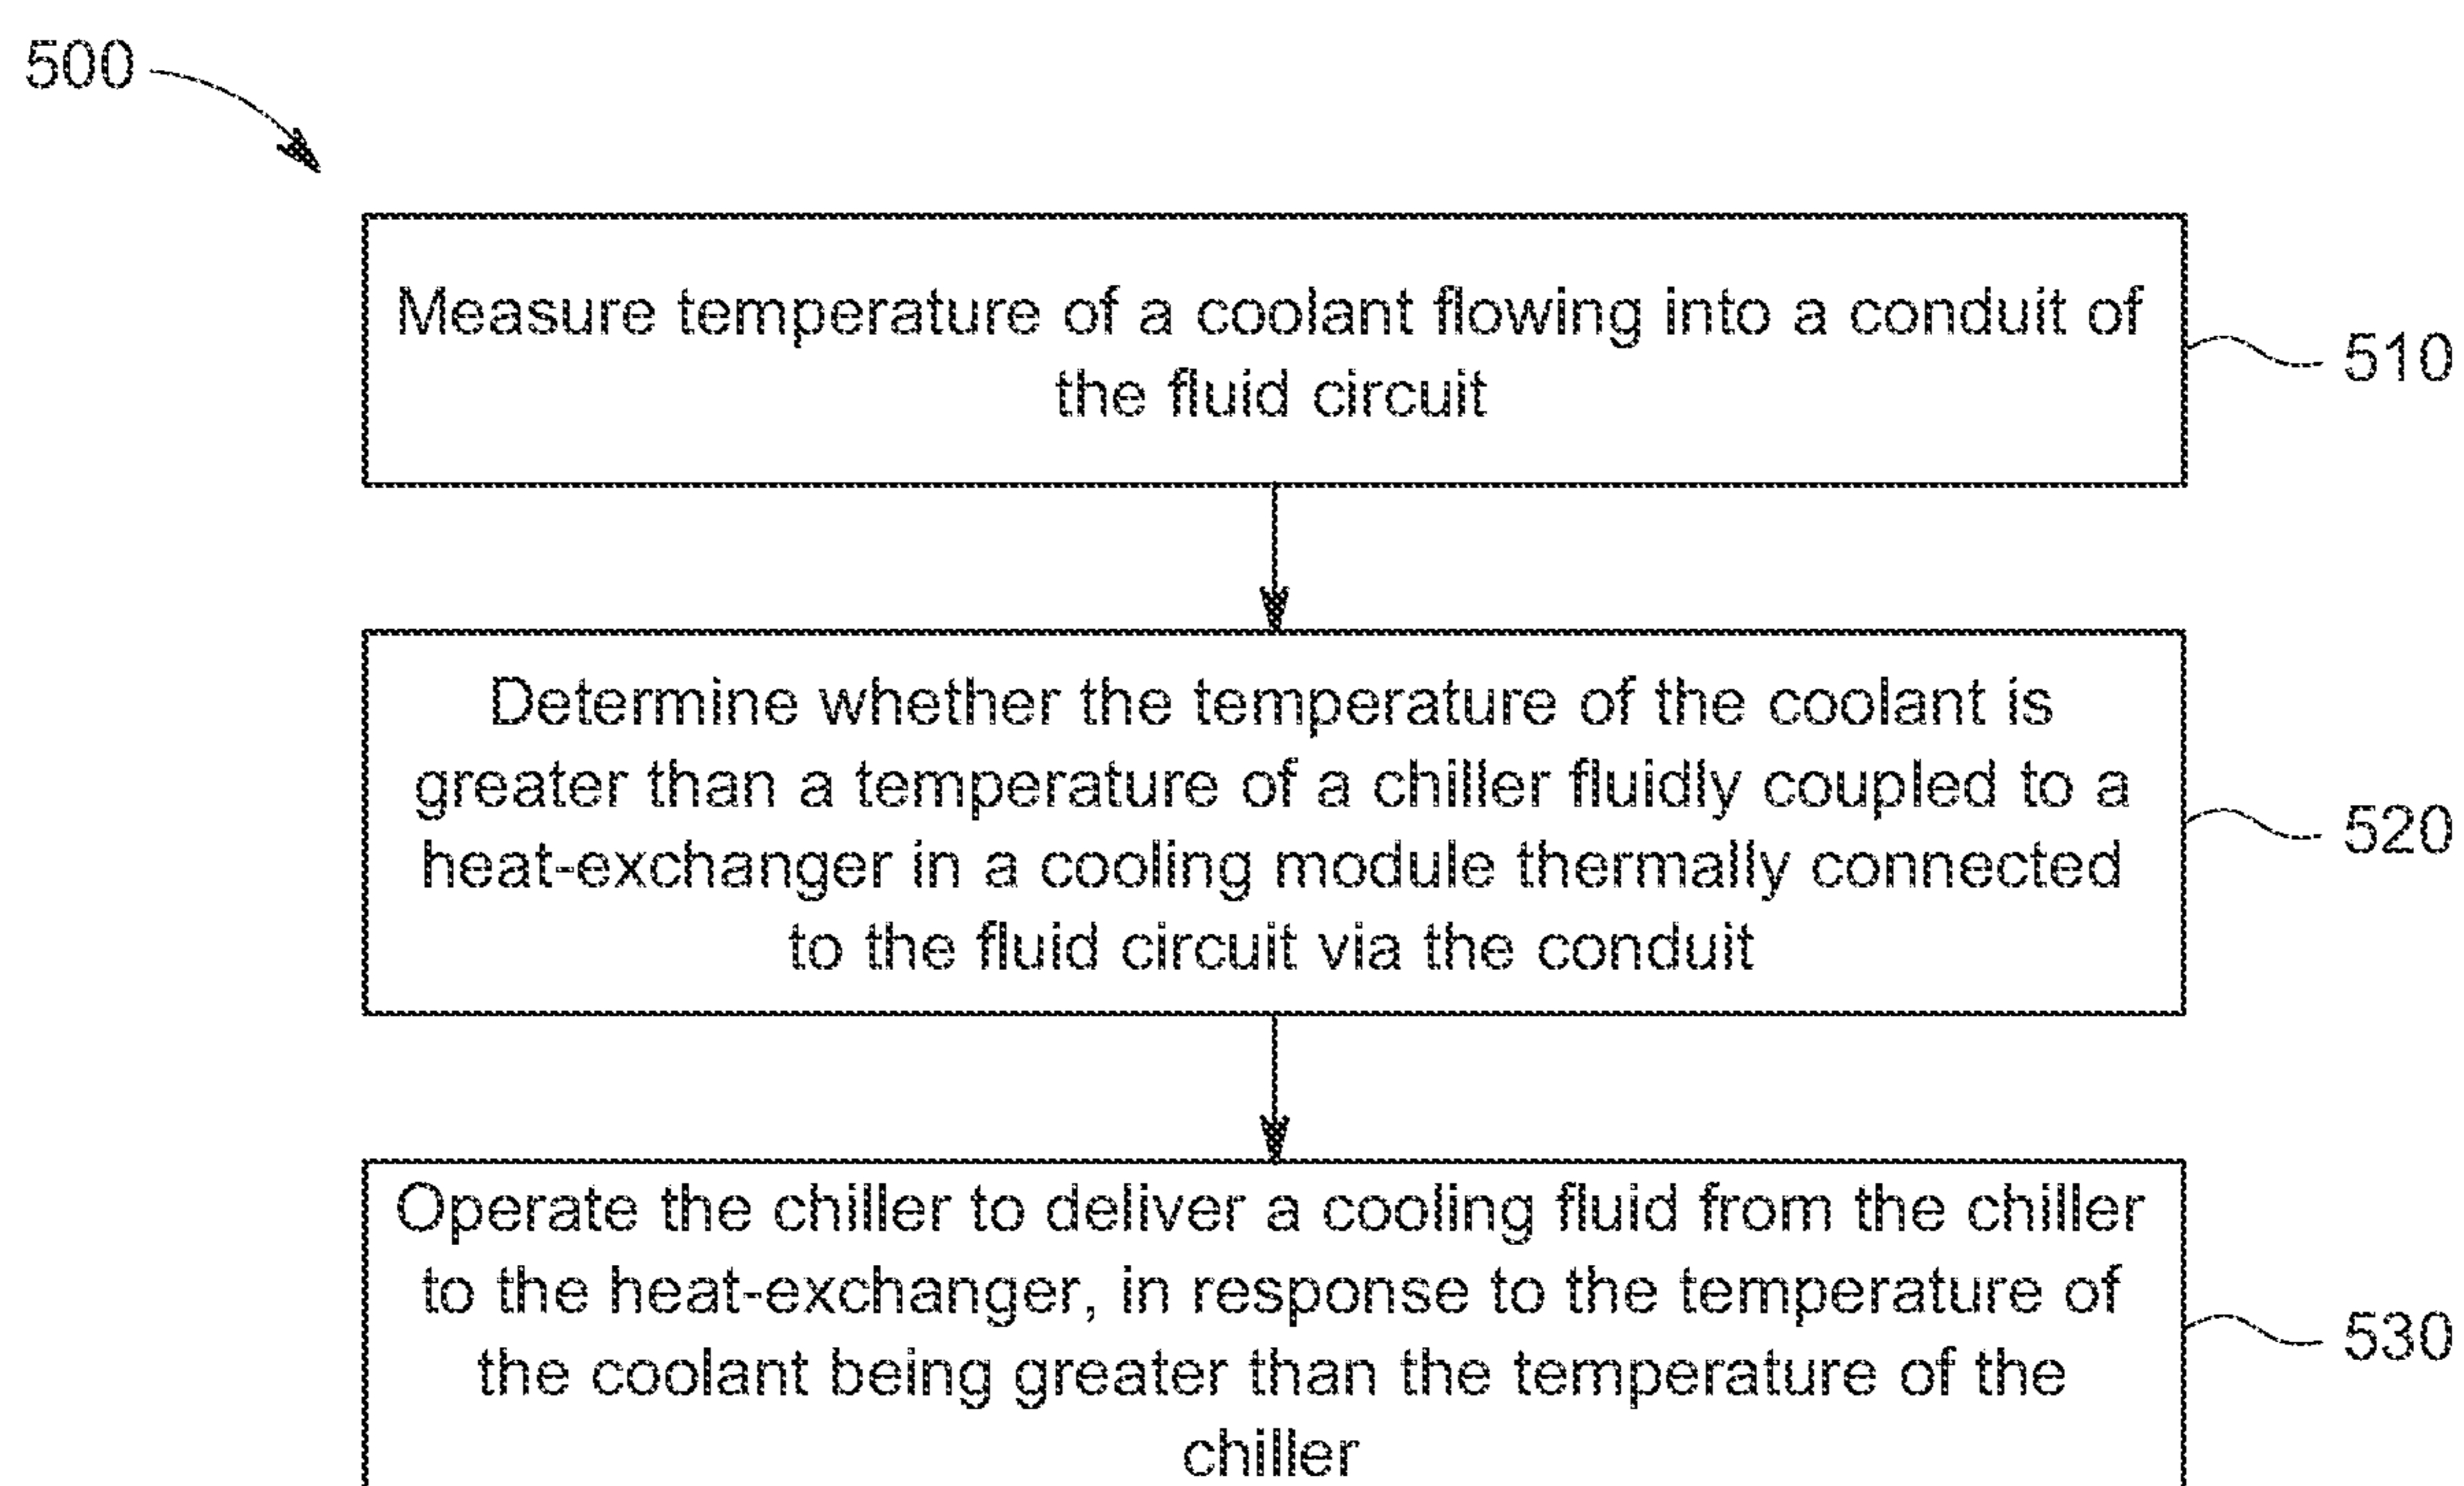 500
Measure temperature of a coolant flowing into a conduit of
the fluid circuit
510
Determine whether the temperature of the coolant is
greater than a temperature of a chiller fluidly coupled to a
heat-exchanger in a cooling module thermally connected
to the fluid circuit via the conduit
520
Operate the chiller to deliver a cooling fluid from the chiller
to the heat-exchanger, in response to the temperature of
the coolant being greater than the temperature of the
chiller
530